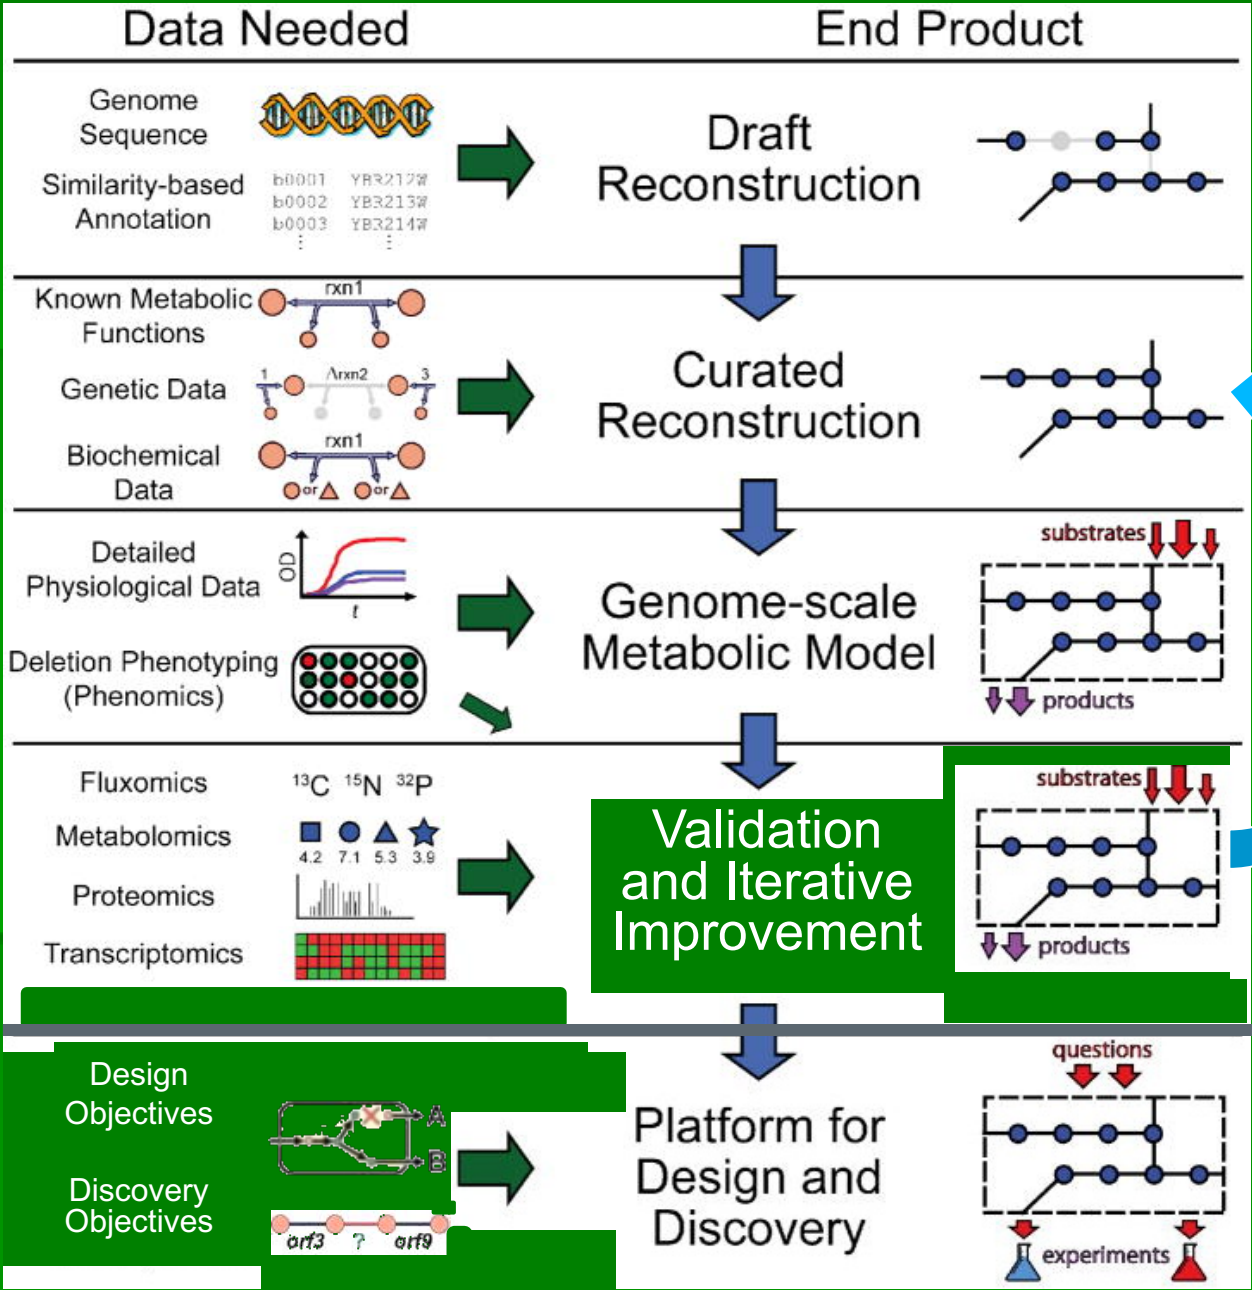 Data Needed
End Product
Genome
Sequence
Similarity-based
Annotation
b0001 YBR212W
b0002 YBR213W
b0003 YBR214W
Draft
Reconstruction
Known Metabolic
Functions
rxn1
Genetic Data
1 Δrxn2 3
Biochemical
Data
rxn1
or or
Curated
Reconstruction
Detailed
Physiological Data
OD
t
Deletion Phenotyping
(Phenomics)
Genome-scale
Metabolic Model
substrates
products
Fluxomics
¹³C ¹⁵N ³²P
Metabolomics
4.2 7.1 5.3 3.9
Proteomics
Transcriptomics
Validation
and Iterative
Improvement
substrates
products
Design
Objectives
A
B
Discovery
Objectives
orf3 ? orf9
Platform for
Design and
Discovery
questions
experiments